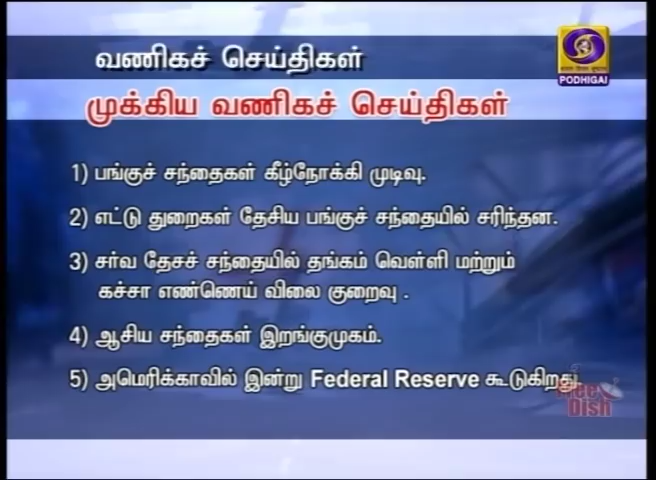 வணிகச் செய்திகள்
முக்கிய வணிகச் செய்திகள்
PODHIGAI
1) பங்குச் சந்தைகள் கீழ்நோக்கி முடிவு.
2) எட்டு துறைகள் தேசிய பங்குச் சந்தையில் சரிந்தன.
3) சர்வ தேசச் சந்தையில் தங்கம் வெள்ளி மற்றும்
கச்சா எண்ணெய் விலை குறைவு .
4) ஆசிய சந்தைகள் இறங்குமுகம்.
5) அமெரிக்காவில் இன்று Federal Reserve கூடுகிறது.
Free
Dish